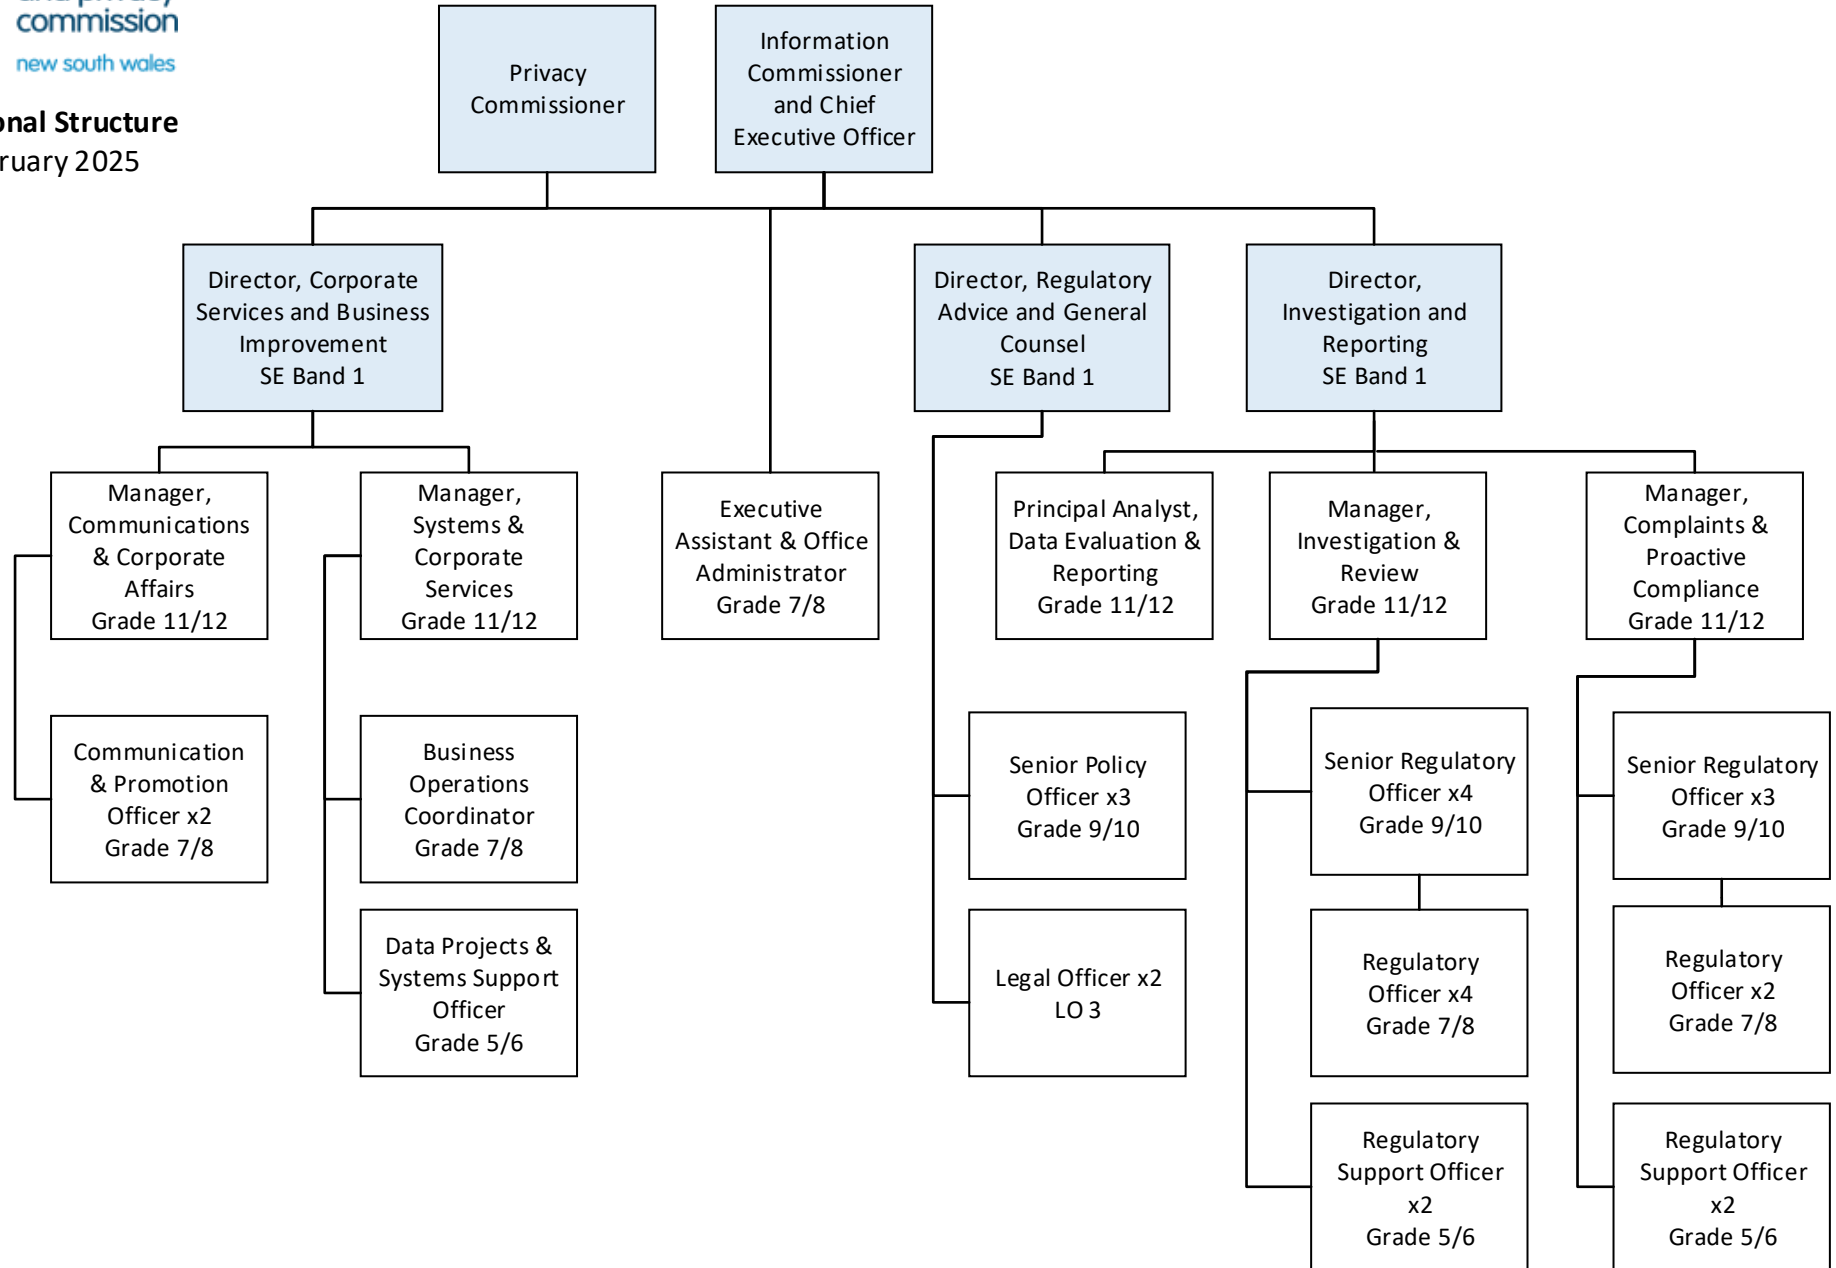 commission
new south wales
onal Structure
ruary 2025
Privacy
Commissioner
Information
Commissioner
and Chief
Executive Officer
Director, Corporate
Services and Business
Improvement
SE Band 1
Director, Regulatory
Advice and General
Counsel
SE Band 1
Director,
Investigation and
Reporting
SE Band 1
Manager,
Communications
& Corporate
Affairs
Grade 11/12
Manager,
Systems &
Corporate
Services
Grade 11/12
Executive
Assistant & Office
Administrator
Grade 7/8
Principal Analyst,
Data Evaluation &
Reporting
Grade 11/12
Manager,
Investigation &
Review
Grade 11/12
Manager,
Complaints &
Proactive
Compliance
Grade 11/12
Communication
& Promotion
Officer x2
Grade 7/8
Business
Operations
Coordinator
Grade 7/8
Senior Policy
Officer x3
Grade 9/10
Senior Regulatory
Officer x4
Grade 9/10
Senior Regulatory
Officer x3
Grade 9/10
Data Projects &
Systems Support
Officer
Grade 5/6
Legal Officer x2
LO 3
Regulatory
Officer x4
Grade 7/8
Regulatory
Officer x2
Grade 7/8
Regulatory
Support Officer
x2
Grade 5/6
Regulatory
Support Officer
x2
Grade 5/6